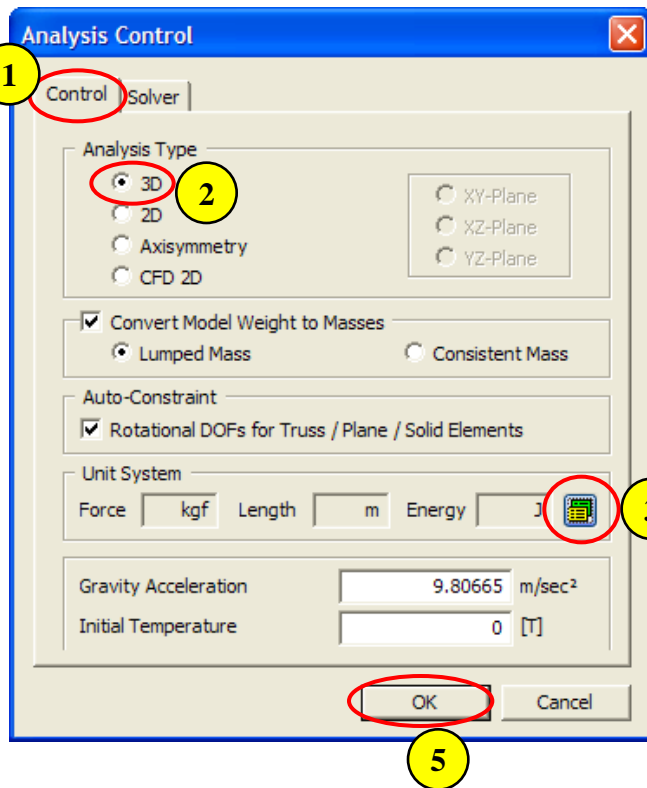 Analysis Control
1
Control Solver
Analysis Type
3D
2
2D
Axisymmetry
CFD 2D
XY-Plane
XZ-Plane
YZ-Plane
Convert Model Weight to Masses
Lumped Mass Consistent Mass
Auto-Constraint
Rotational DOFs for Truss / Plane / Solid Elements
Unit System
Force kgf Length m Energy J
3
Gravity Acceleration 9.80665 m/sec²
Initial Temperature 0 [T]
OK Cancel
5